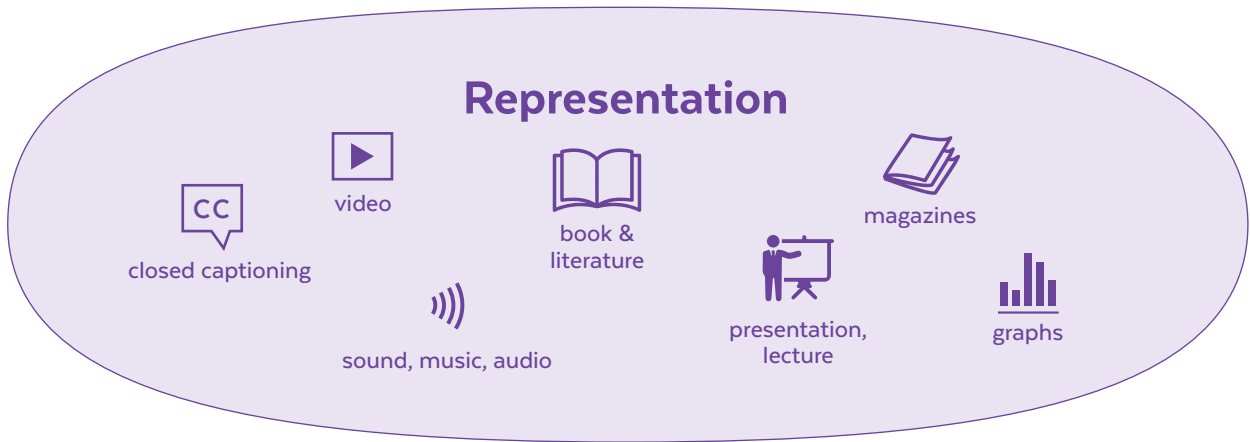 Representation
CC
video
closed captioning
book &
literature
magazines
sound, music, audio
presentation,
lecture
graphs